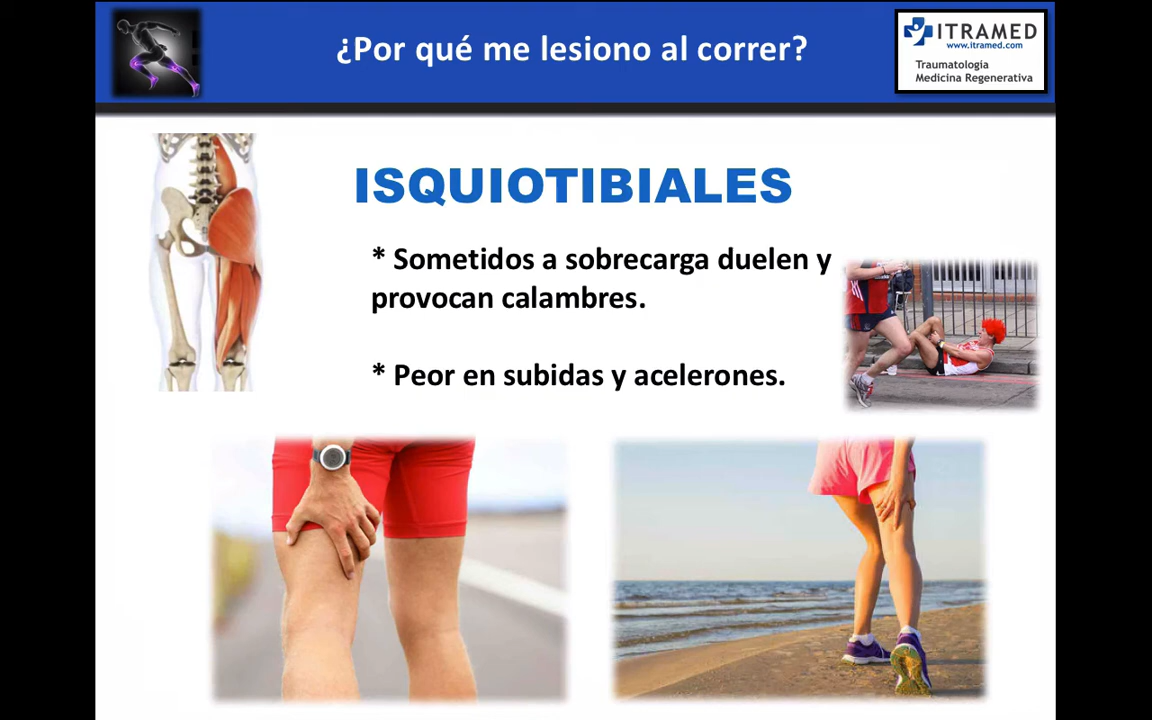 ¿Por qué me lesiono al correr?
ITRAMED
www.itramed.com
Traumatología
Medicina Regenerativa
ISQUIOTIBIALES
* Sometidos a sobrecarga duelen y
provocan calambres.
* Peor en subidas y acelerones.